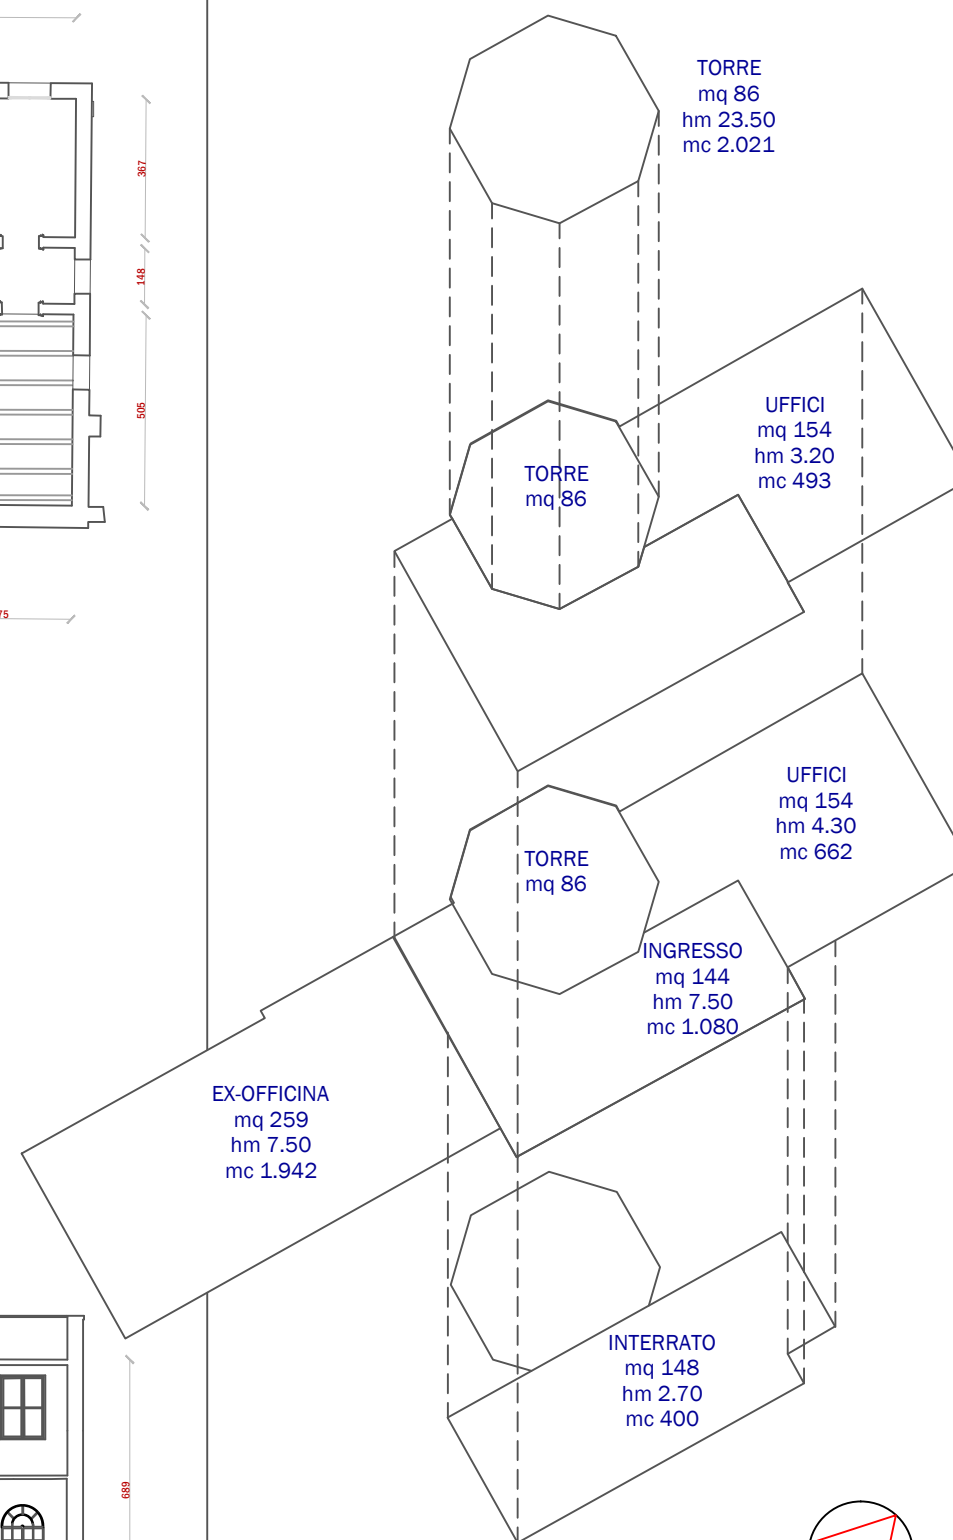 TORRE
mq 86
hm 23.50
mc 2.021
367
148
505
UFFICI
mq 154
hm 3.20
mc 493
TORRE
mq 86
75
UFFICI
mq 154
hm 4.30
mc 662
TORRE
mq 86
INGRESSO
mq 144
hm 7.50
mc 1.080
EX-OFFICINA
mq 259
hm 7.50
mc 1.942
INTERRATO
mq 148
hm 2.70
mc 400
689